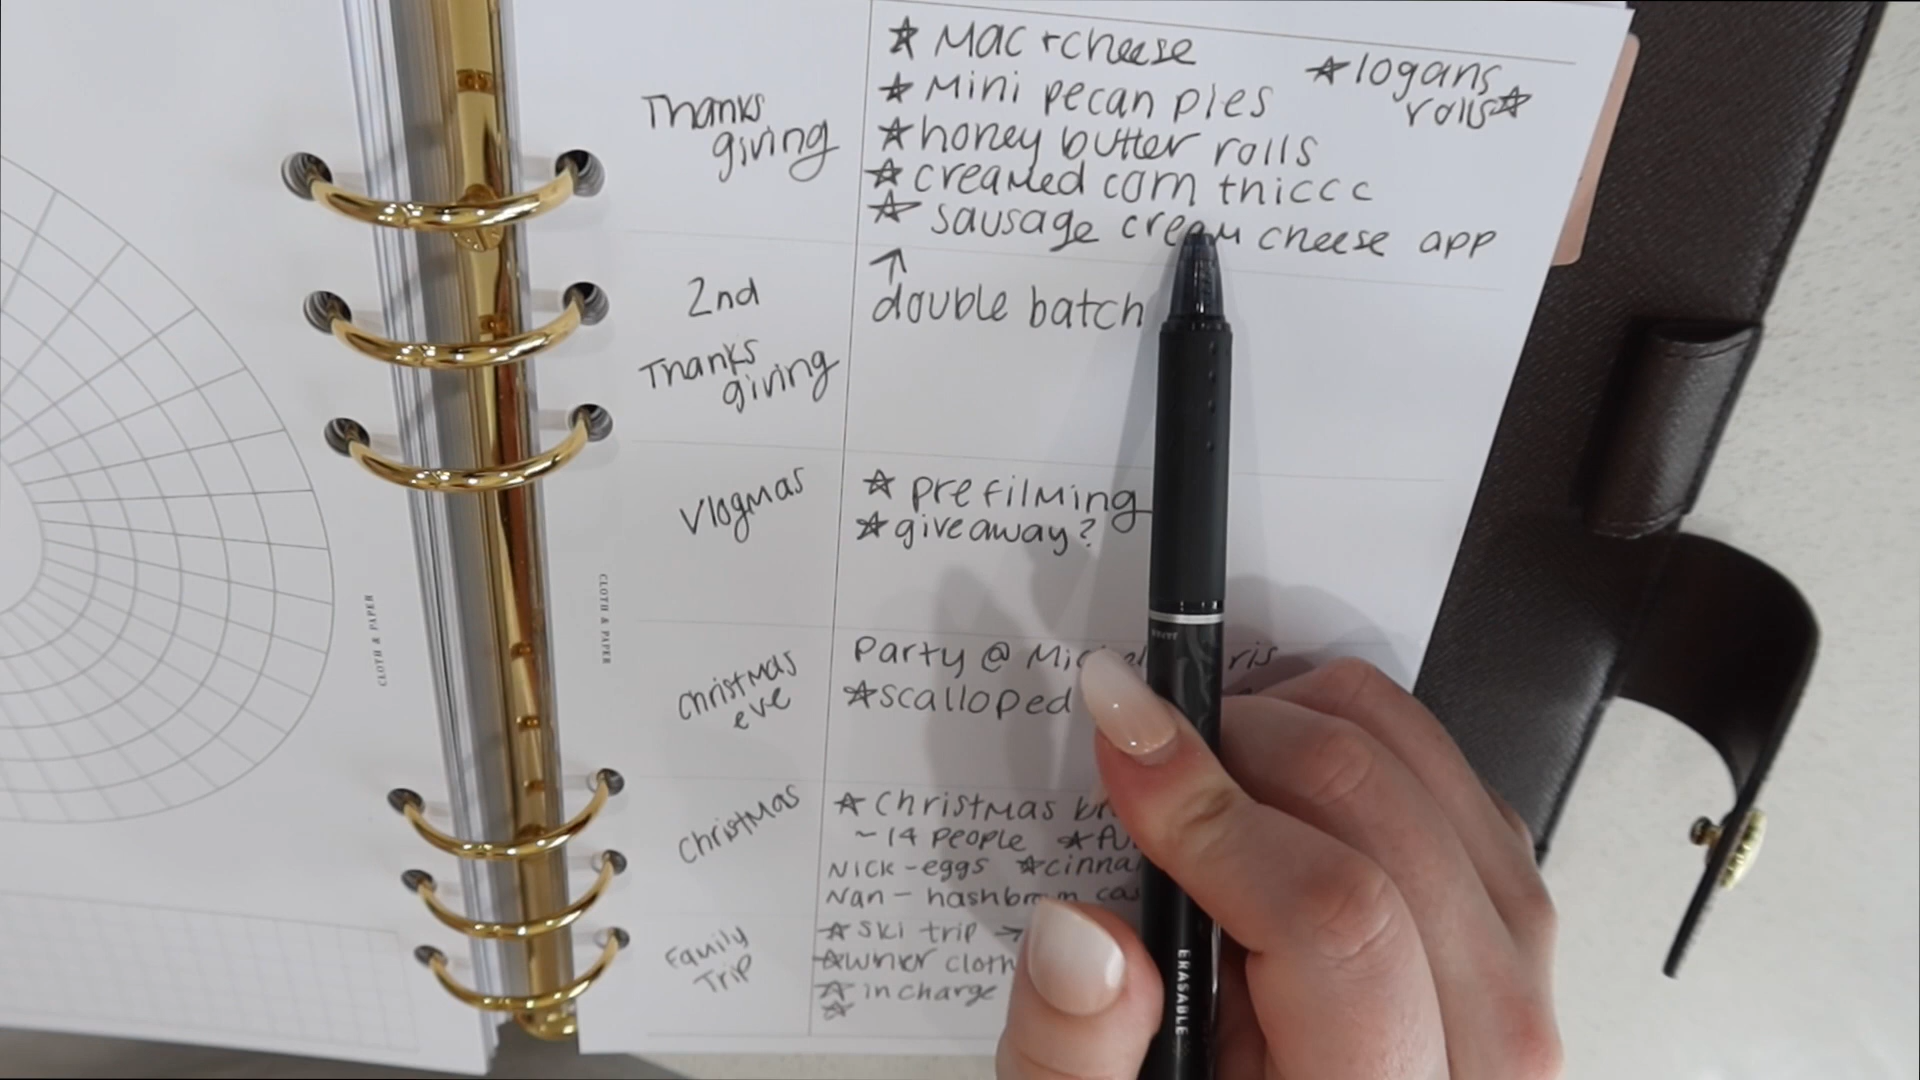 Thanks
giving
☆ Mac + cheese
☆ Mini pecan pies
☆ logans
rolls ☆
☆ honey butter rolls
☆ creamed corn thiccc
☆ sausage cream cheese app
2nd
Thanks
giving
↑
double batch
Vlogmas
☆ prefilming
☆ giveaway?
Christmas
eve
Party @
☆ scalloped
Christmas
☆ Christmas
~14 people
Nick - eggs
Nan - hashbrown
Family
Trip
☆ ski trip →
☆ winter
☆ in charge
☆
CLOTH & PAPER
CLOTH & PAPER
ERASABLE